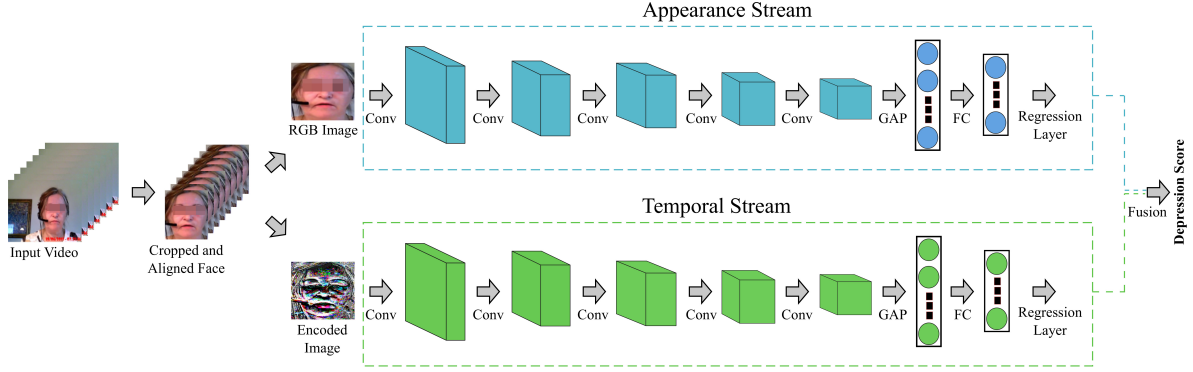 Appearance Stream
RGB Image
Conv
Conv
Conv
Conv
Conv
GAP
FC
Regression
Layer
Input Video
Cropped and
Aligned Face
Temporal Stream
Encoded
Image
Conv
Conv
Conv
Conv
Conv
GAP
FC
Regression
Layer
Fusion
Depression Score